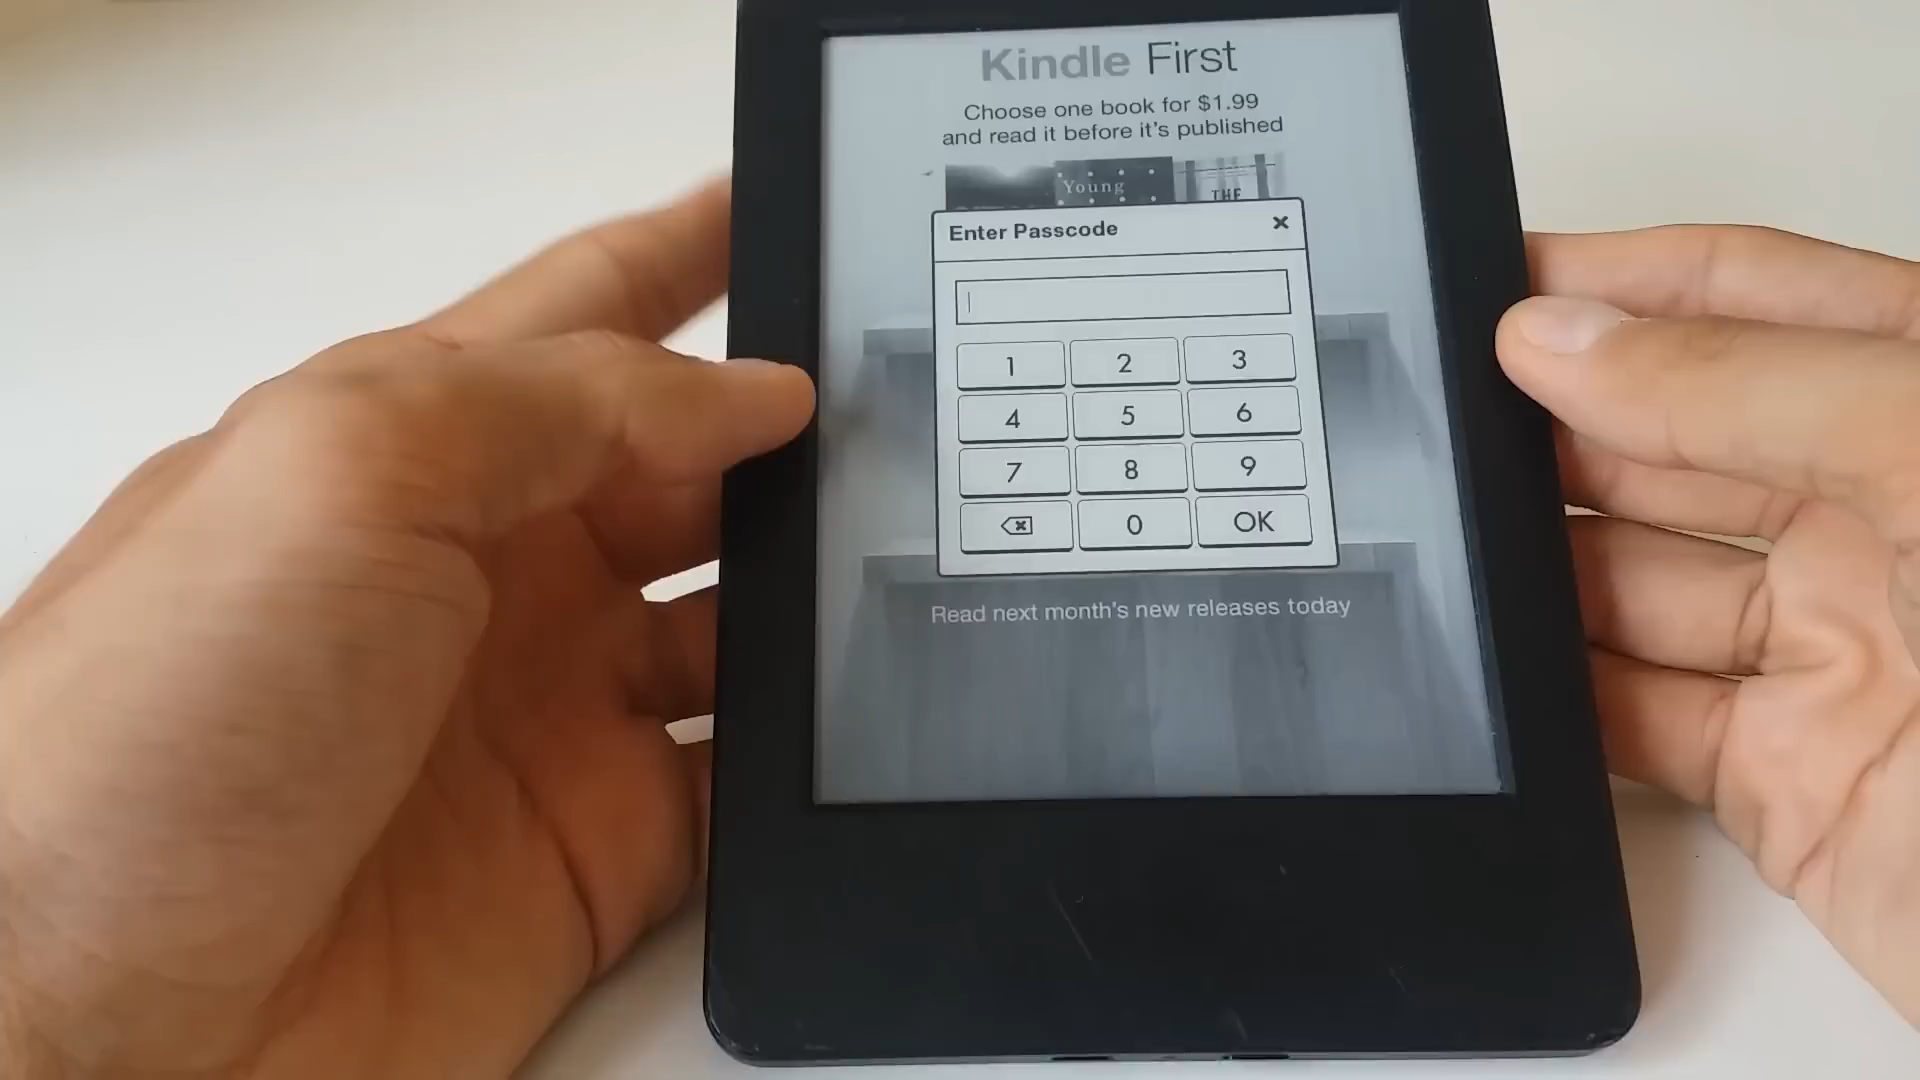 Kindle First
Choose one book for $1.99
and read it before it's published
Young
THE
Enter Passcode
1 2 3
4 5 6
7 8 9
0 OK
Read next month's new releases today